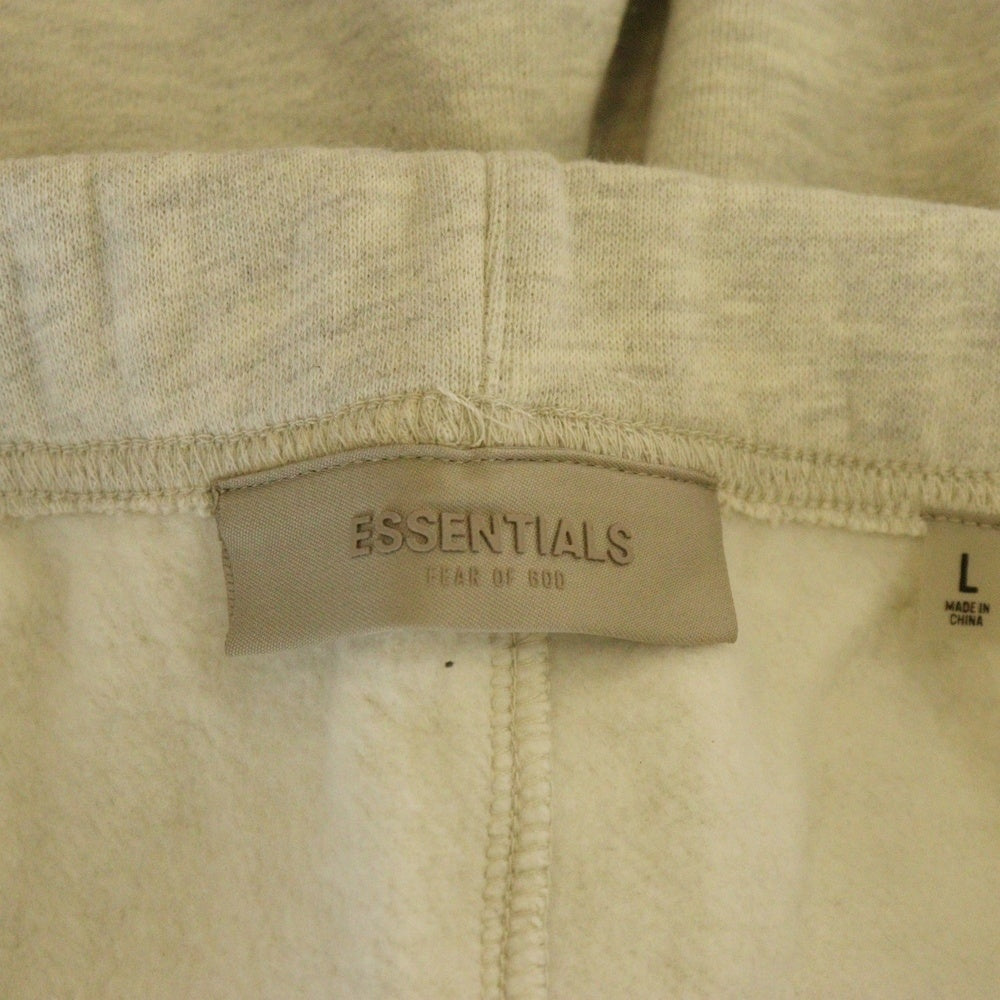 ESSENTIALS
FEAR OF GOD
L
MADE IN
CHINA